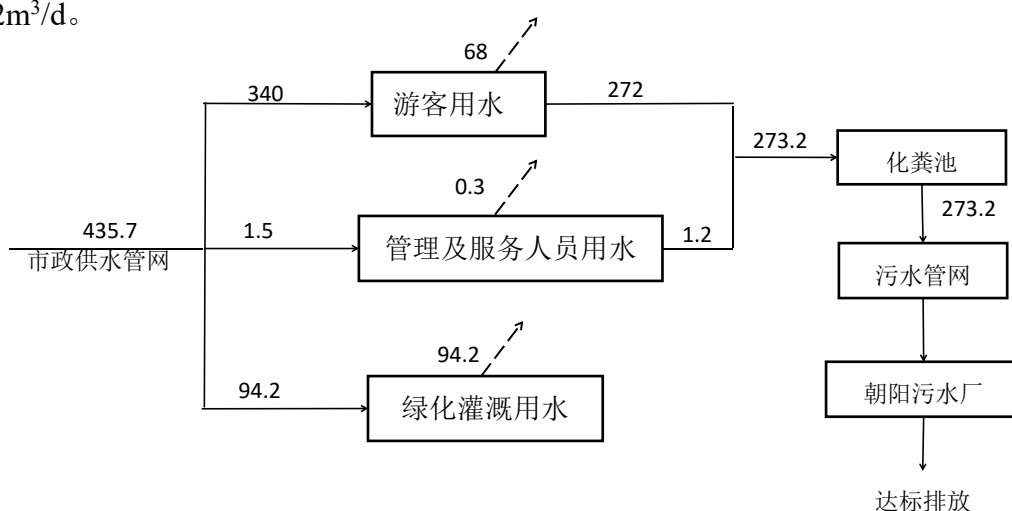 2m³/d。
68
340
游客用水
272
273.2
化粪池
0.3
273.2
435.7
市政供水管网
1.5
管理及服务人员用水
1.2
污水管网
94.2
94.2
绿化灌溉用水
朝阳污水厂
达标排放